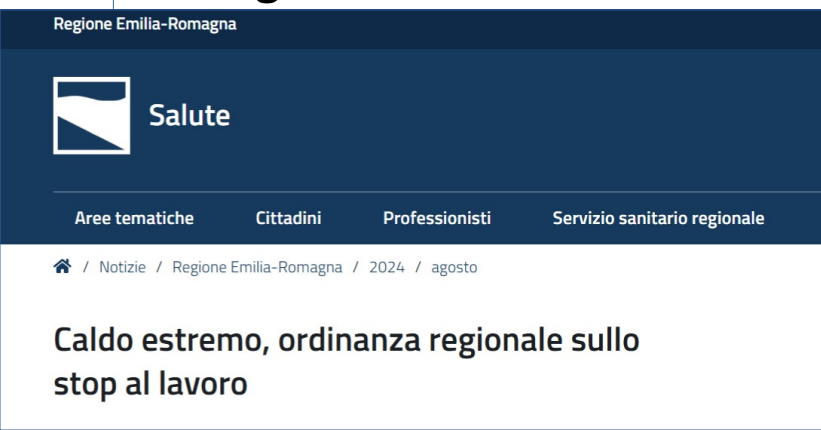 Regione Emilia-Romagna
Salute
Aree tematiche Cittadini Professionisti Servizio sanitario regionale
/ Notizie / Regione Emilia-Romagna / 2024 / agosto
Caldo estremo, ordinanza regionale sullo
stop al lavoro